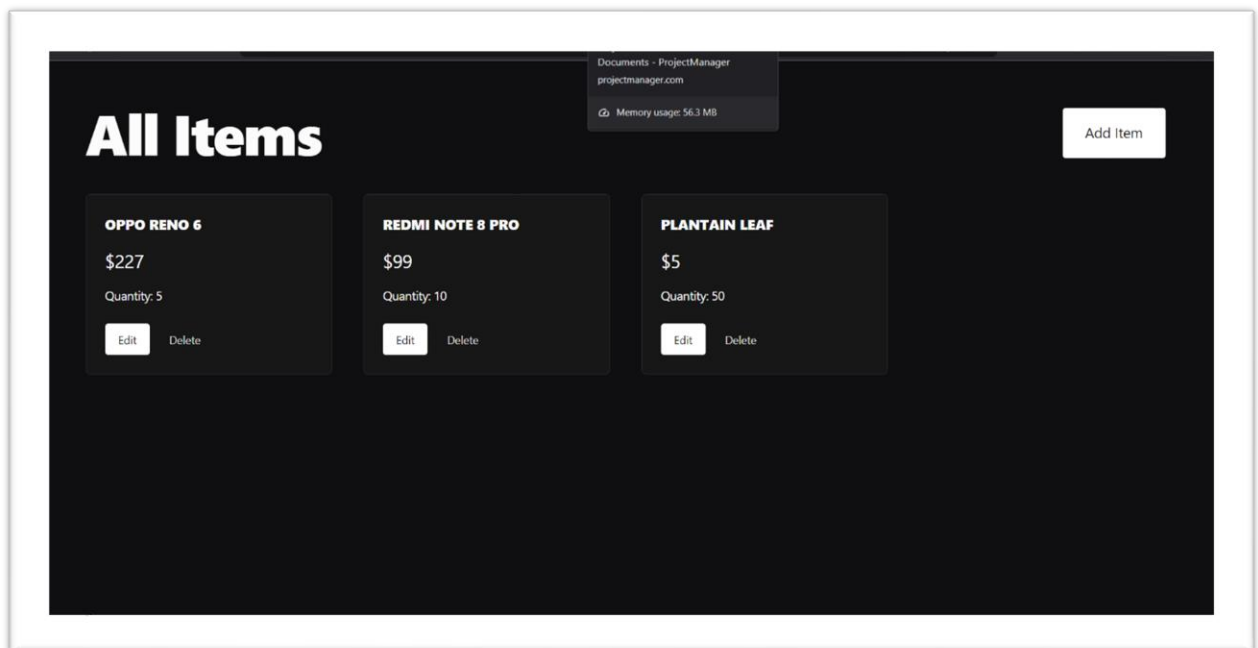 Documents - ProjectManager
projectmanager.com
Memory usage: 56.3 MB
All Items
Add Item
OPPO RENO 6
$227
Quantity: 5
Edit Delete
REDMI NOTE 8 PRO
$99
Quantity: 10
Edit Delete
PLANTAIN LEAF
$5
Quantity: 50
Edit Delete